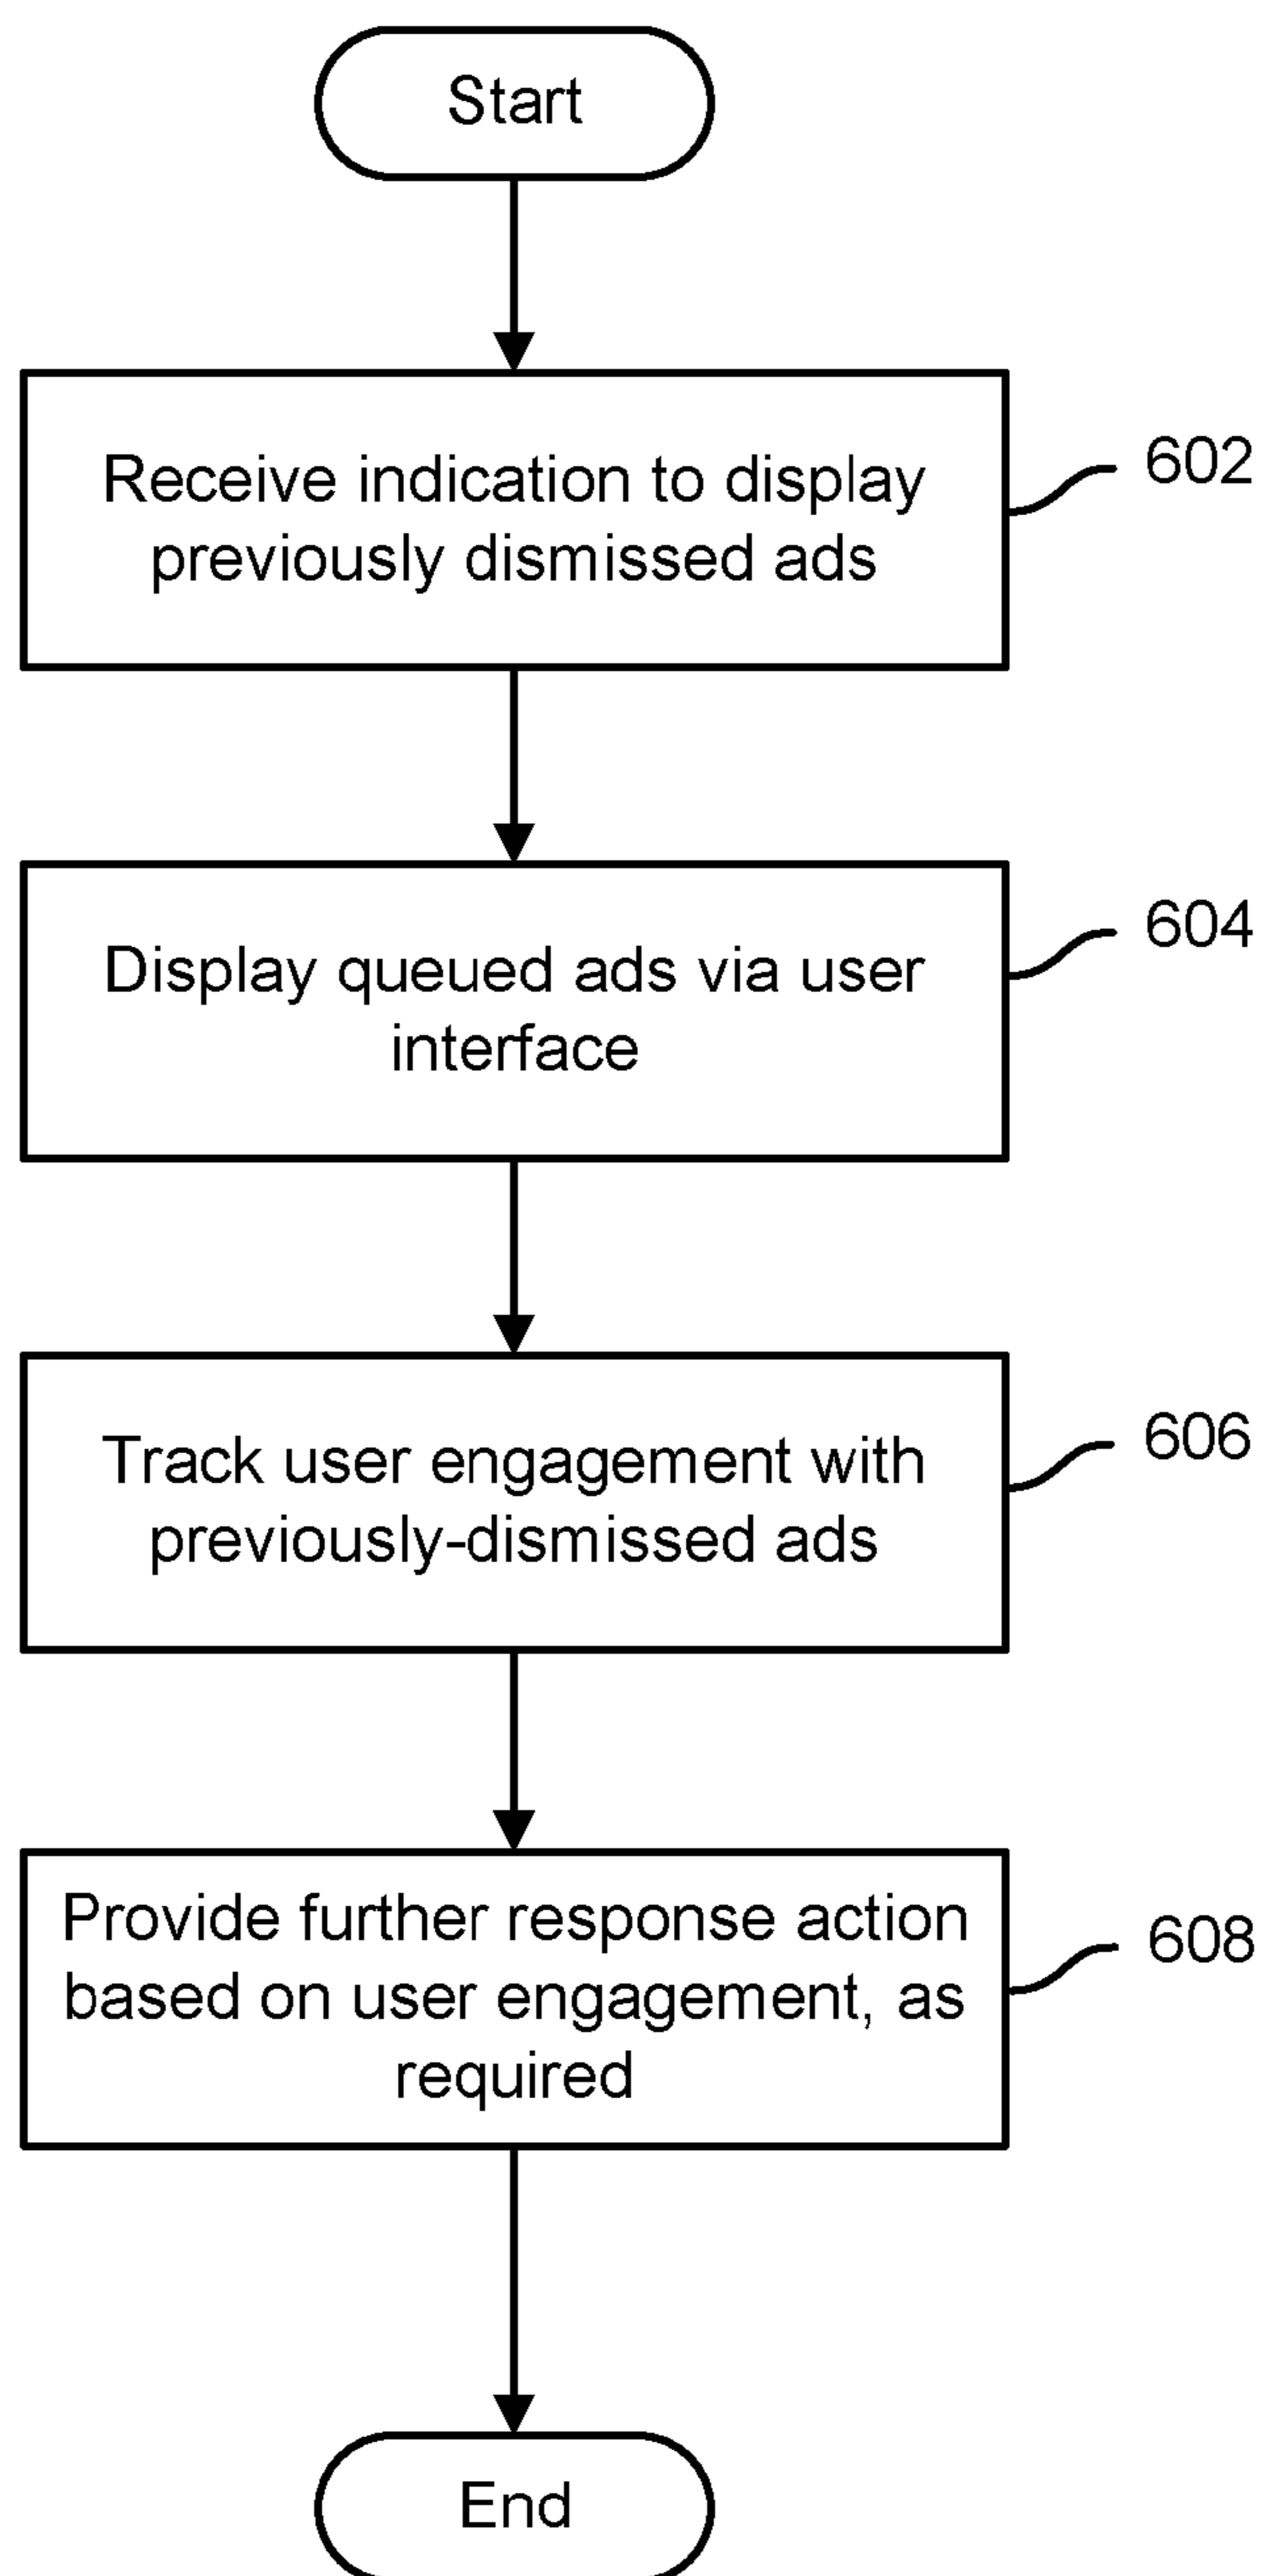 Start
Receive indication to display
previously dismissed ads
602
Display queued ads via user
interface
604
Track user engagement with
previously-dismissed ads
606
Provide further response action
based on user engagement, as
required
608
End